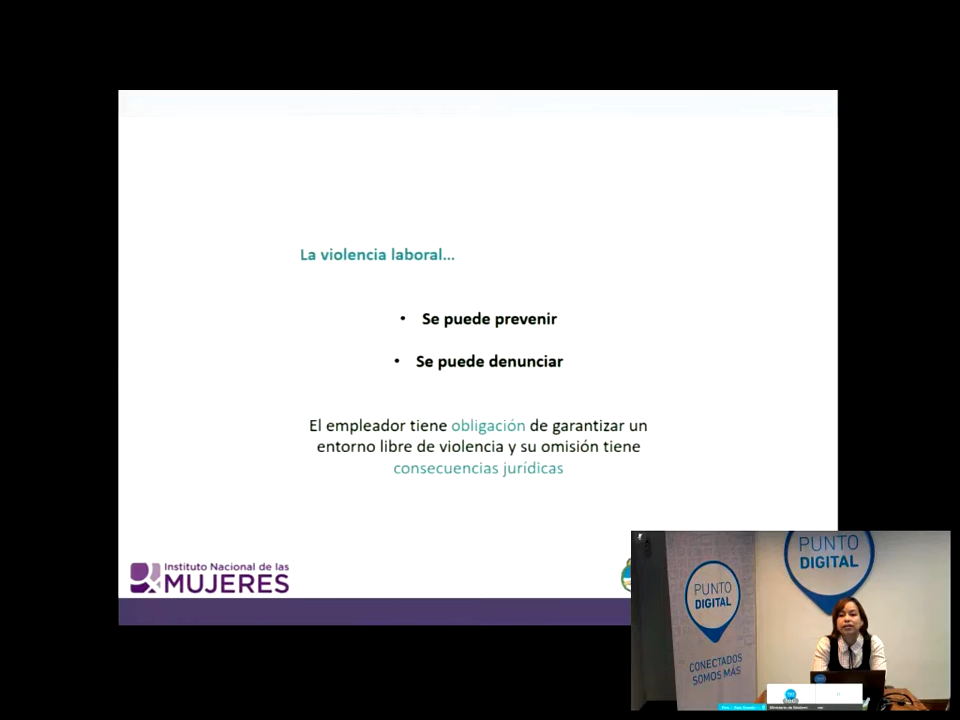 La violencia laboral...
• Se puede prevenir
• Se puede denunciar
El empleador tiene obligación de garantizar un
entorno libre de violencia y su omisión tiene
consecuencias jurídicas
Instituto Nacional de las
MUJERES
PUNTO
DIGITAL
CONECTADOS
SOMOS MÁS
PUNTO
DIGITAL